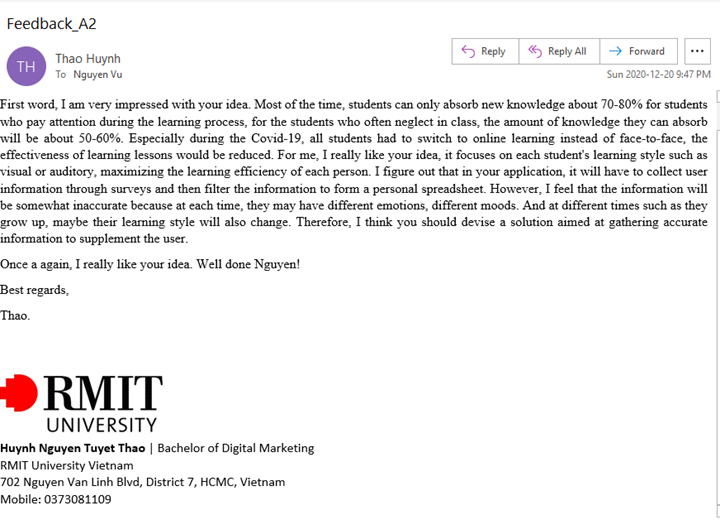 Feedback_A2
TH
Thao Huynh
To Nguyen Vu
Reply
Reply All
Forward
Sun 2020-12-20 9:47 PM
First word, I am very impressed with your idea. Most of the time, students can only absorb new knowledge about 70-80% for students
who pay attention during the learning process, for the students who often neglect in class, the amount of knowledge they can absorb
will be about 50-60%. Especially during the Covid-19, all students had to switch to online learning instead of face-to-face, the
effectiveness of learning lessons would be reduced. For me, I really like your idea, it focuses on each student's learning style such as
visual or auditory, maximizing the learning efficiency of each person. I figure out that in your application, it will have to collect user
information through surveys and then filter the information to form a personal spreadsheet. However, I feel that the information will
be somewhat inaccurate because at each time, they may have different emotions, different moods. And at different times such as they
grow up, maybe their learning style will also change. Therefore, I think you should devise a solution aimed at gathering accurate
information to supplement the user.
Once a again, I really like your idea. Well done Nguyen!
Best regards,
Thao.
RMIT
UNIVERSITY
Huynh Nguyen Tuyet Thao | Bachelor of Digital Marketing
RMIT University Vietnam
702 Nguyen Van Linh Blvd, District 7, HCMC, Vietnam
Mobile: 0373081109